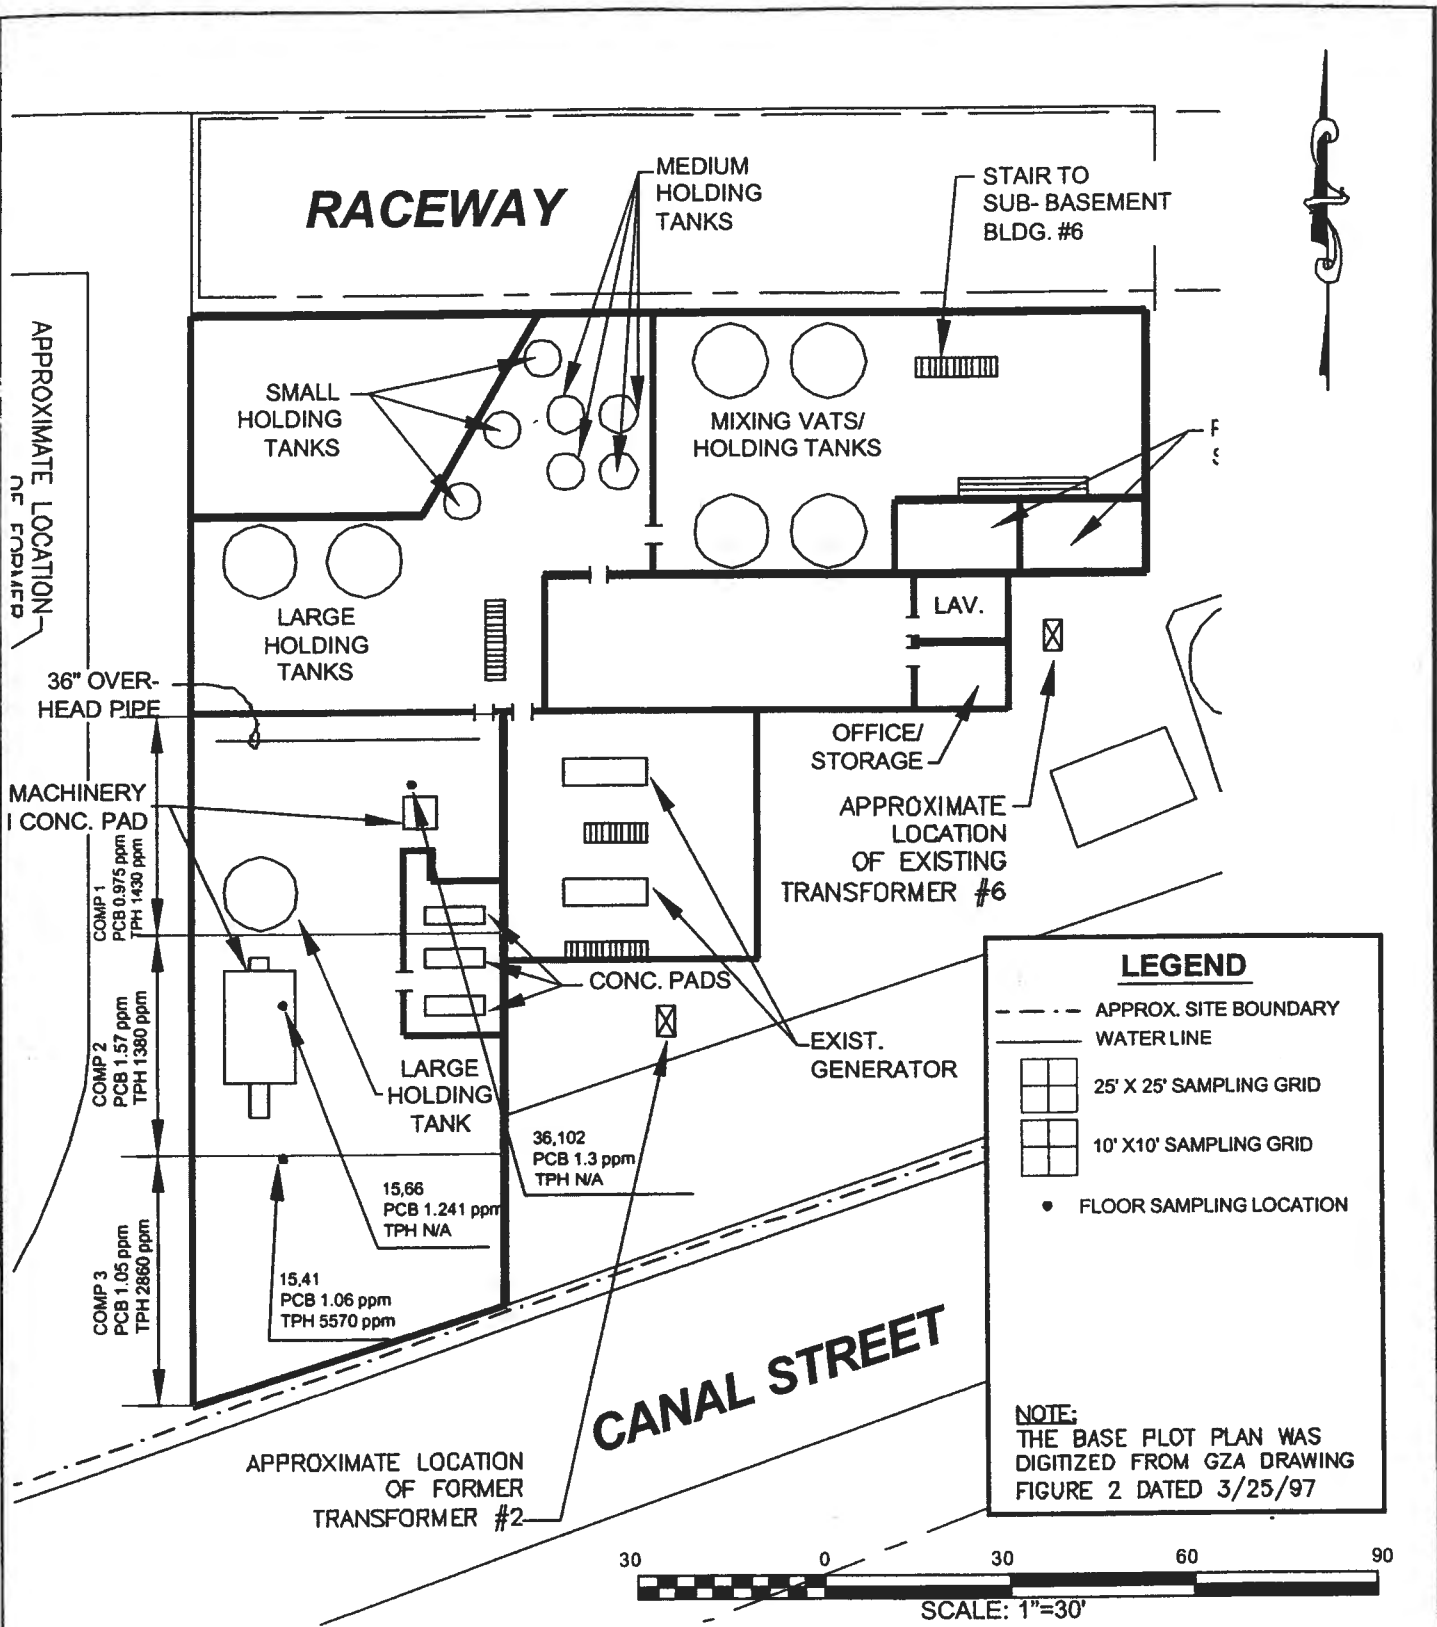 RACEWAY
MEDIUM
HOLDING
TANKS
STAIR TO
SUB-BASEMENT
BLDG. #6
APPROXIMATE LOCATION
OF FORMER
SMALL
HOLDING
TANKS
MIXING VATS/
HOLDING TANKS
LARGE
HOLDING
TANKS
LAV.
36" OVER-
HEAD PIPE
OFFICE/
STORAGE
MACHINERY
CONC. PAD
APPROXIMATE
LOCATION
OF EXISTING
TRANSFORMER #6
COMP 1
PCB 0.975 ppm
TPH 1430 ppm
COMP 2
PCB 1.57 ppm
TPH 1380 ppm
COMP 3
PCB 1.05 ppm
TPH 2860 ppm
CONC. PADS
EXIST.
GENERATOR
LARGE
HOLDING
TANK
36,102
PCB 1.3 ppm
TPH N/A
15,66
PCB 1.241 ppm
TPH N/A
15,41
PCB 1.06 ppm
TPH 5570 ppm
CANAL STREET
APPROXIMATE LOCATION
OF FORMER
TRANSFORMER #2
LEGEND
APPROX. SITE BOUNDARY
WATER LINE
25' X 25' SAMPLING GRID
10' X10' SAMPLING GRID
FLOOR SAMPLING LOCATION
NOTE:
THE BASE PLOT PLAN WAS
DIGITIZED FROM GZA DRAWING
FIGURE 2 DATED 3/25/97
30 0 30 60 90
SCALE: 1"=30'